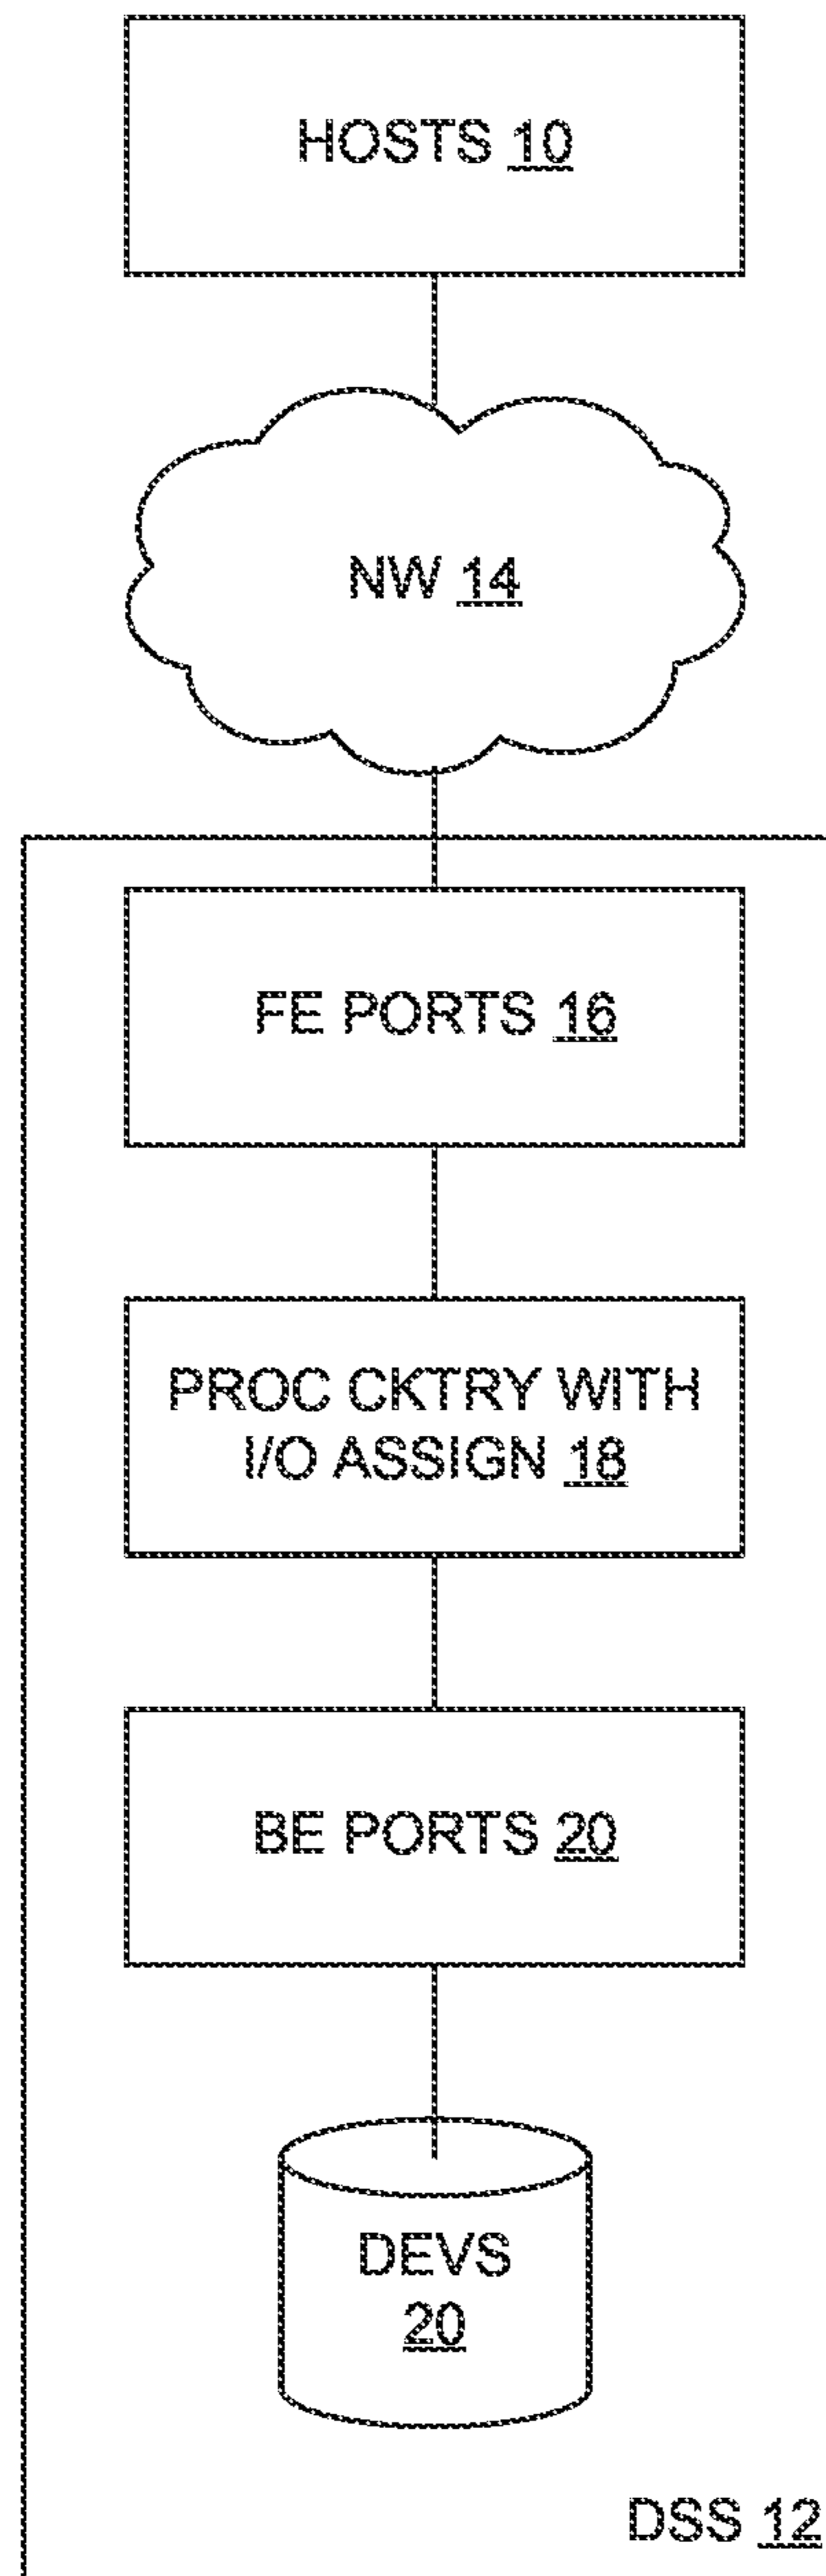 HOSTS 10
NW 14
FE PORTS 16
PROC CKTRY WITH
I/O ASSIGN 18
BE PORTS 20
DEVS
20
DSS 12